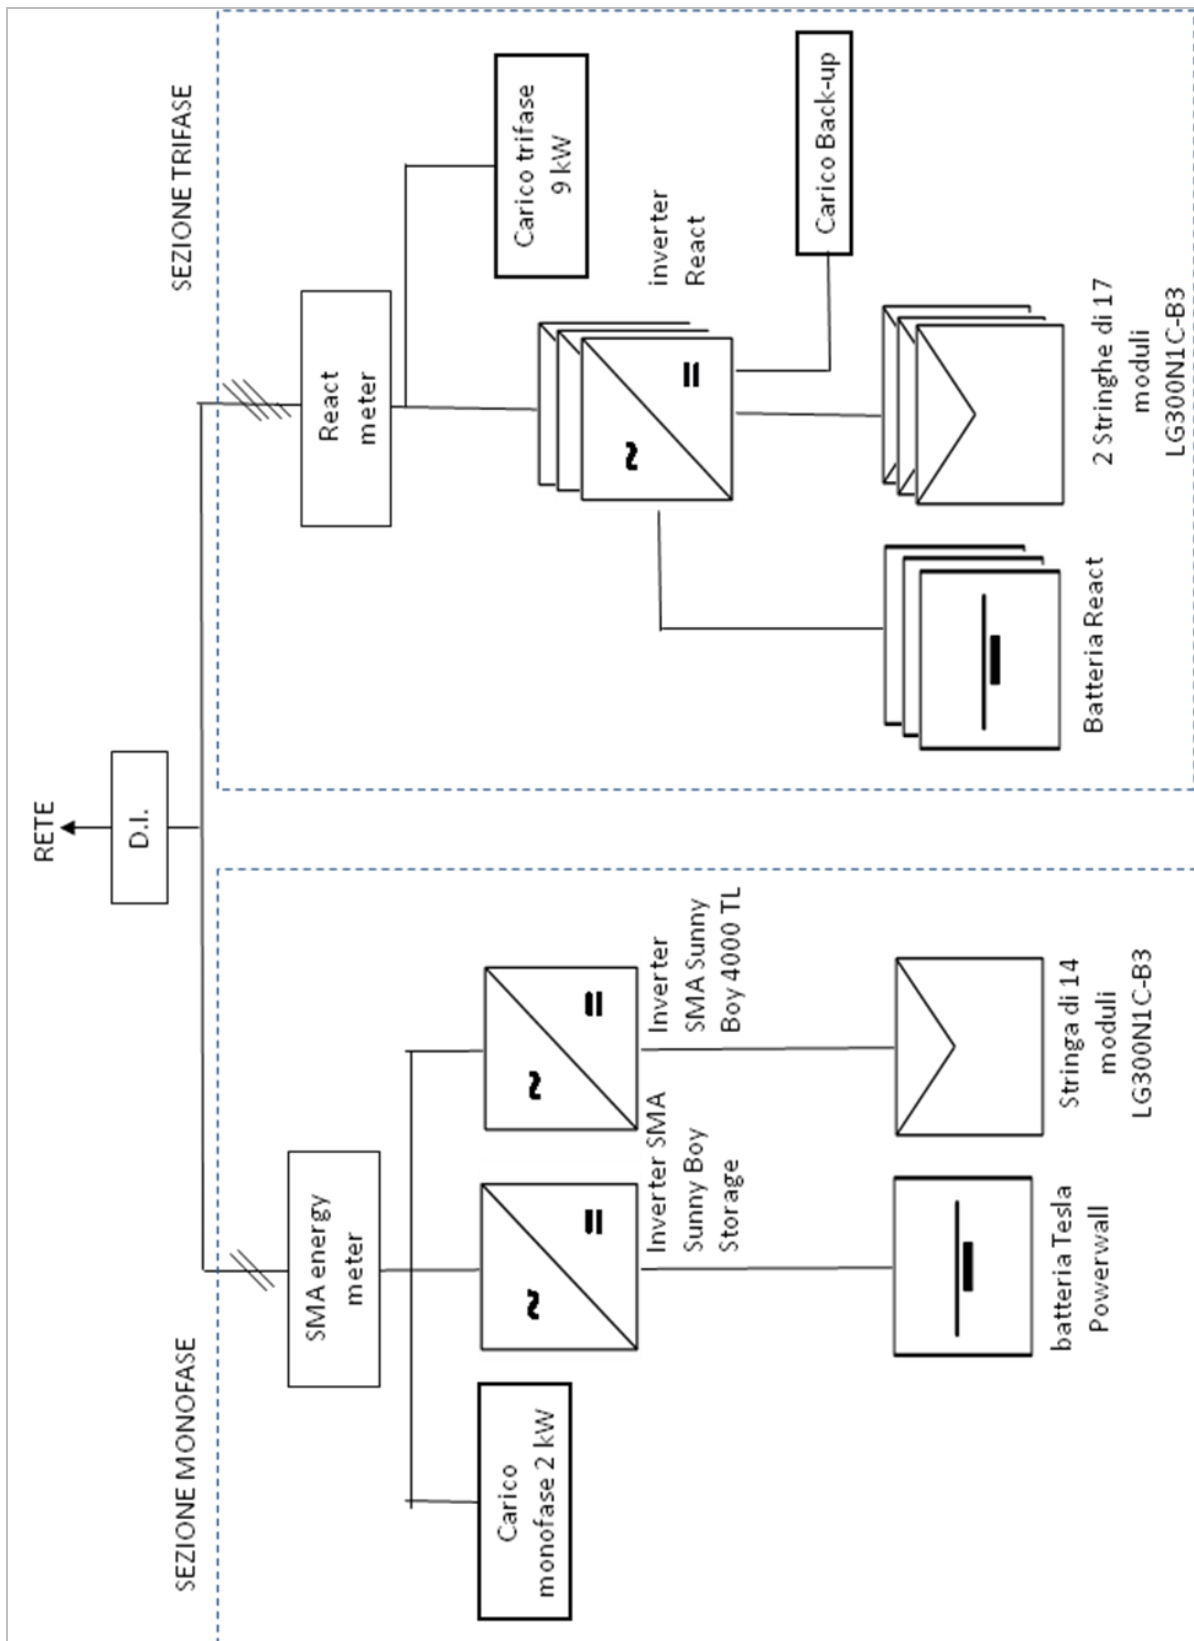 RETE
D.I.
SEZIONE MONOFASE
SMA energy
meter
Carico
monofase 2 kW
Inverter SMA
Sunny Boy
Storage
Inverter
SMA Sunny
Boy 4000 TL
batteria Tesla
Powerwall
Stringa di 14
moduli
LG300N1C-B3
SEZIONE TRIFASE
React
meter
Carico trifase
9 kW
inverter
React
Carico Back-up
Batteria React
2 Stringhe di 17
moduli
LG300N1C-B3